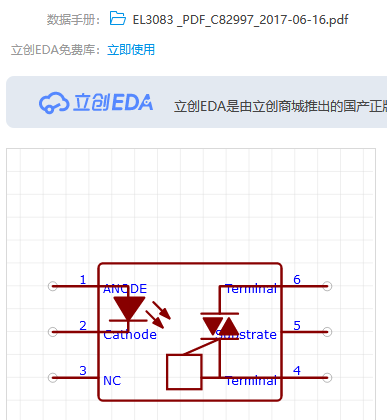 数据手册： EL3083 _PDF_C82997_2017-06-16.pdf
立创EDA免费库： 立即使用
立创EDA 立创EDA是由立创商城推出的国产正版
1 ANODE Terminal 6
2 Cathode Substrate 5
3 NC Terminal 4